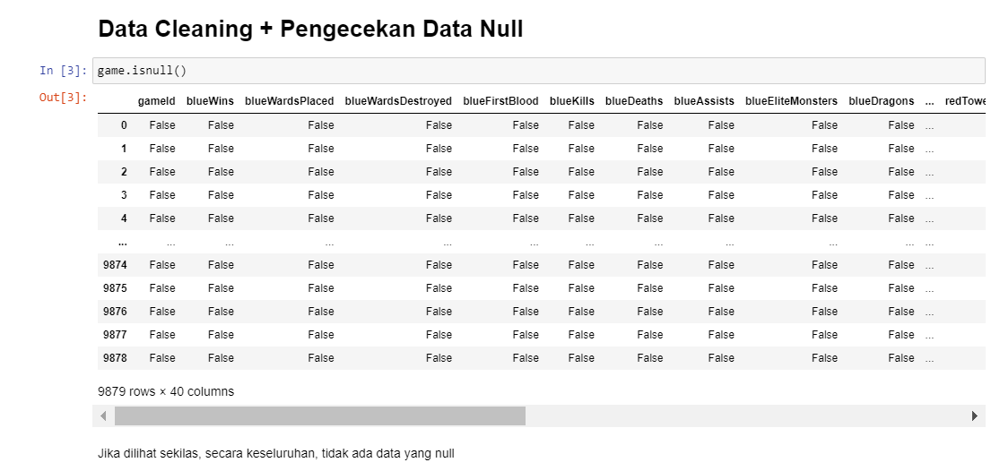 Data Cleaning + Pengecekan Data Null
In [3]: game.isnull()
Out[3]:
gameId blueWins blueWardsPlaced blueWardsDestroyed blueFirstBlood blueKills blueDeaths blueAssists blueEliteMonsters blueDragons ... redTowe
0 False False False False False False False False False False ...
1 False False False False False False False False False False ...
2 False False False False False False False False False False ...
3 False False False False False False False False False False ...
4 False False False False False False False False False False ...
... ... ... ... ... ... ... ... ... ... ... ...
9874 False False False False False False False False False False ...
9875 False False False False False False False False False False ...
9876 False False False False False False False False False False ...
9877 False False False False False False False False False False ...
9878 False False False False False False False False False False ...
9879 rows × 40 columns
Jika dilihat sekilas, secara keseluruhan, tidak ada data yang null